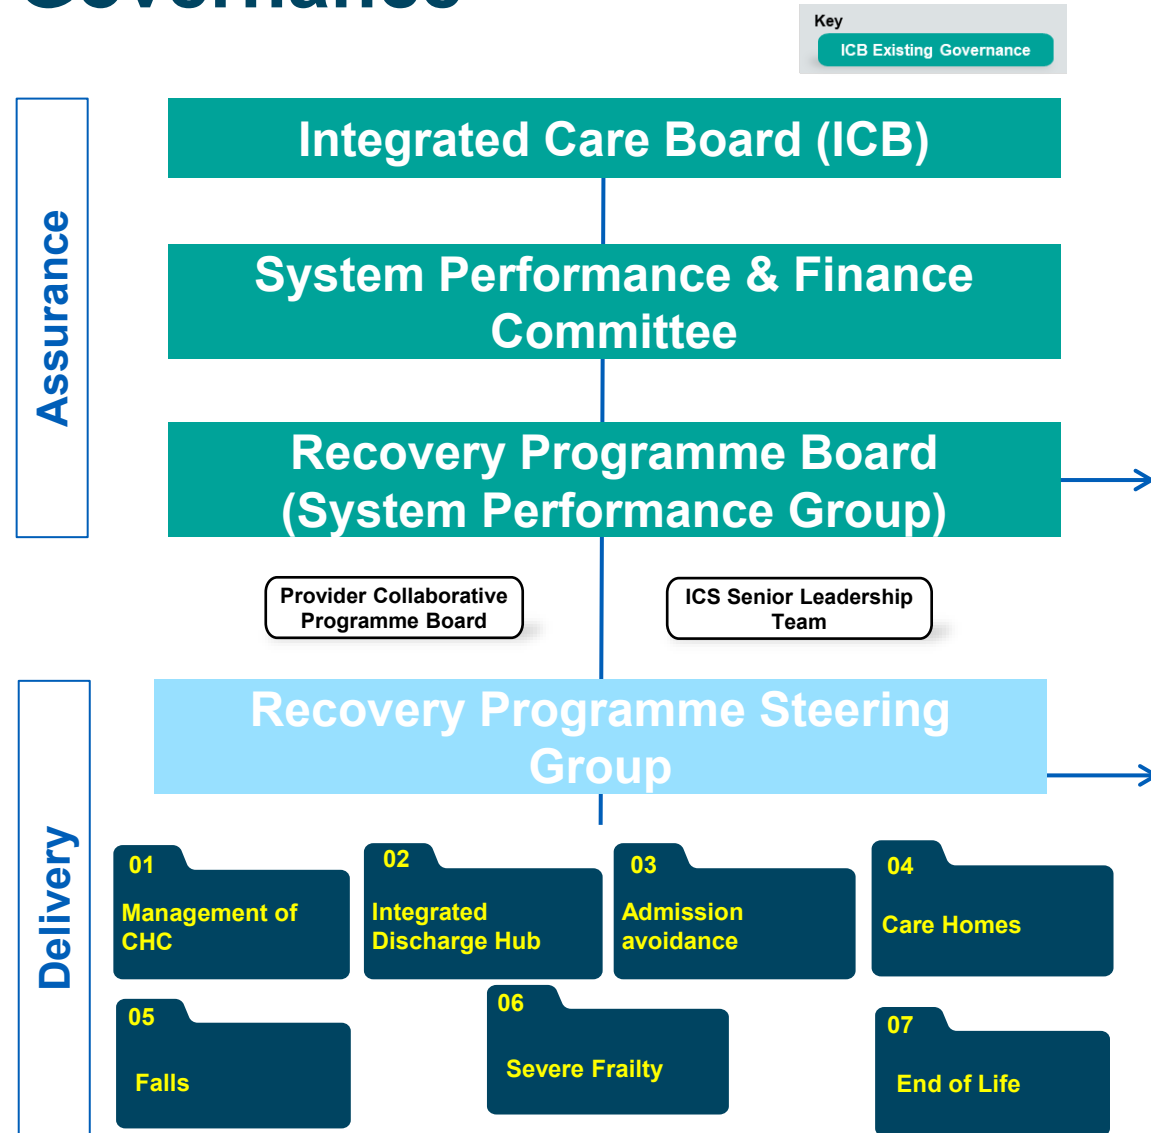 Governance
Key
ICB Existing Governance
Assurance
Integrated Care Board (ICB)
System Performance & Finance
Committee
Recovery Programme Board
(System Performance Group)
Provider Collaborative
Programme Board
ICS Senior Leadership
Team
Delivery
Recovery Programme Steering
Group
01
Management of
CHC
02
Integrated
Discharge Hub
03
Admission
avoidance
04
Care Homes
05
Falls
06
Severe Frailty
07
End of Life